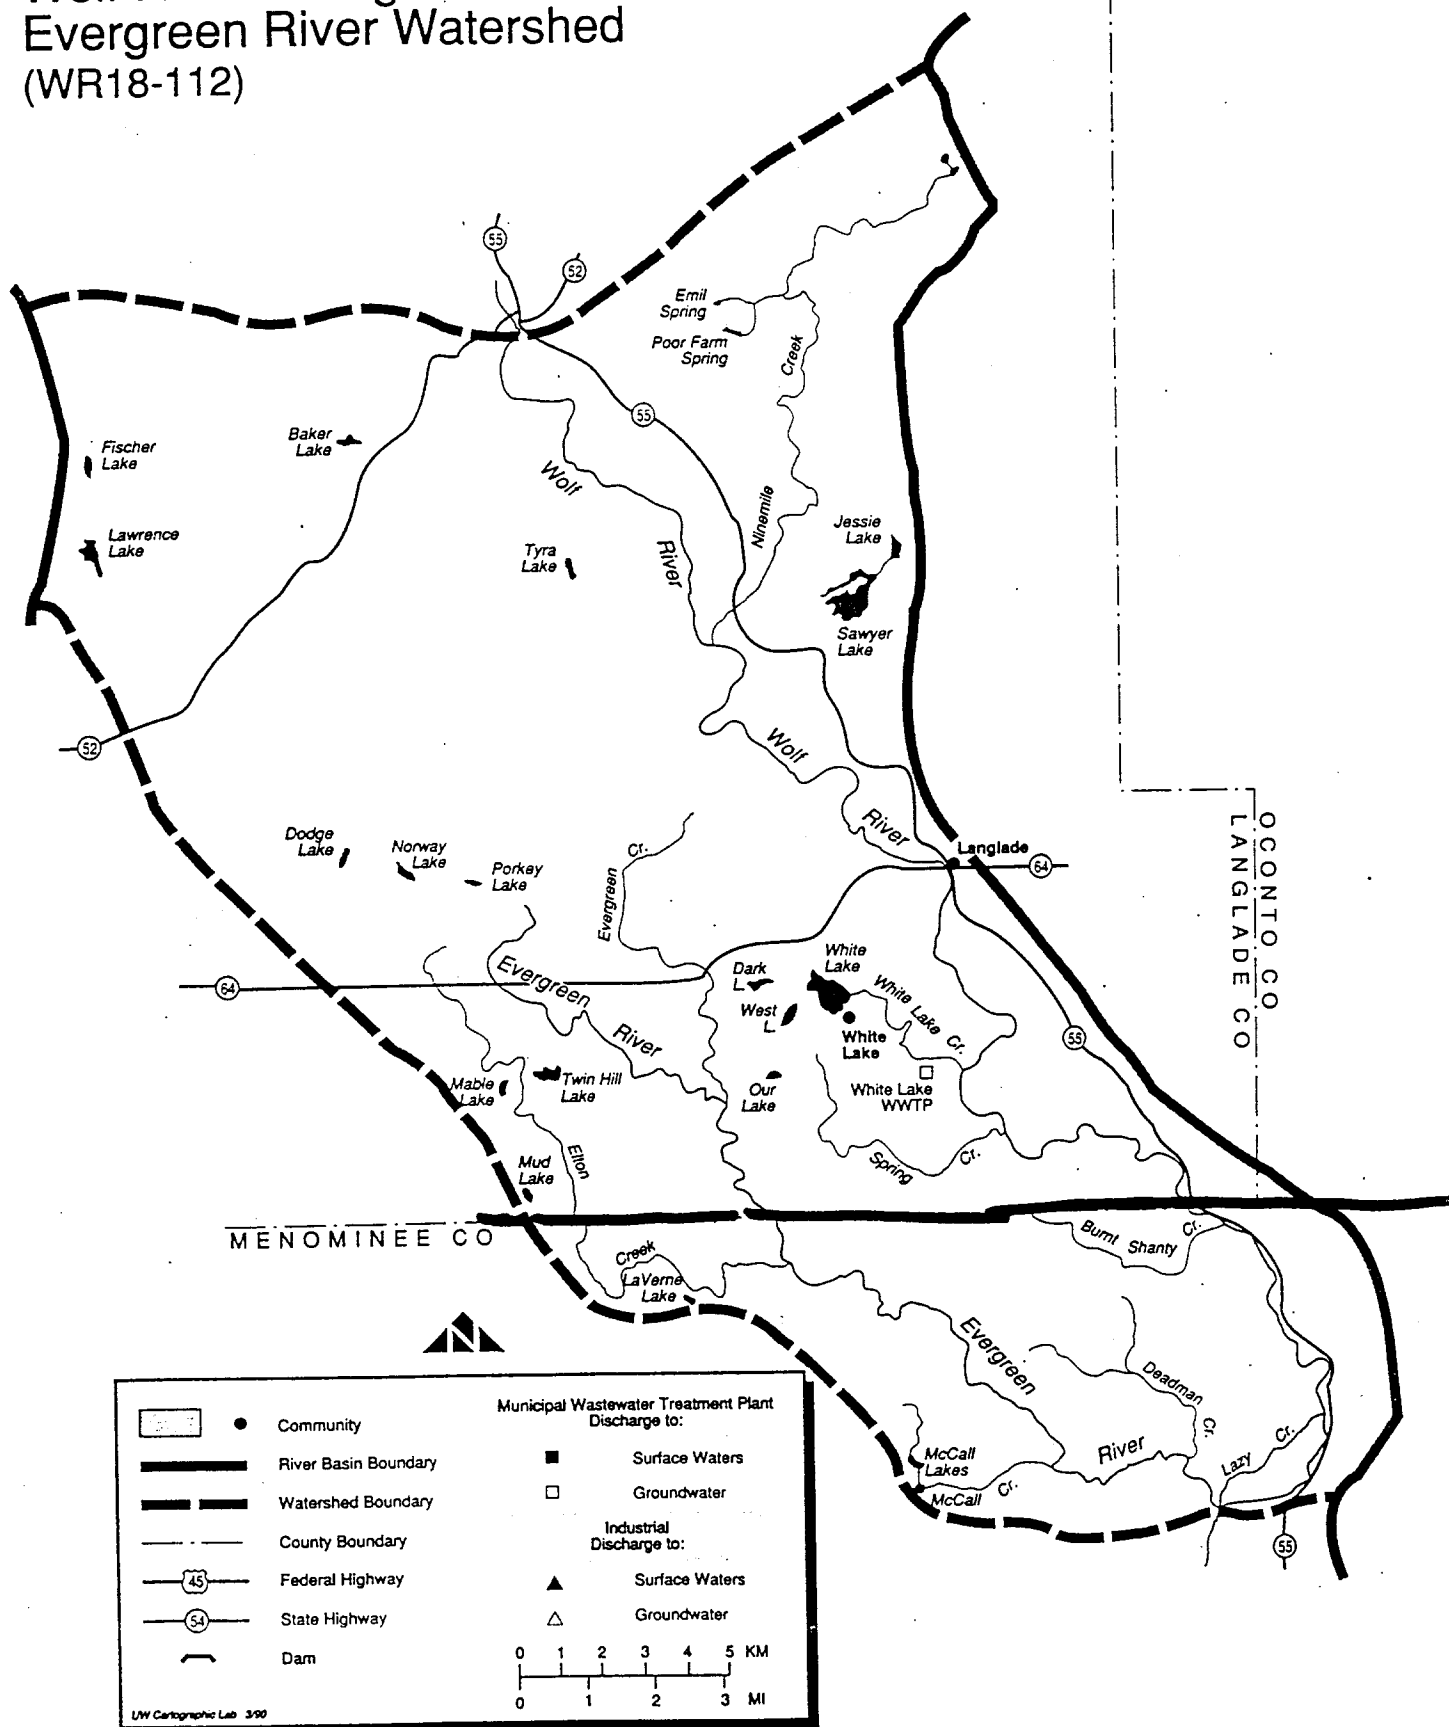 Evergreen River Watershed
(WR18-112)
55
52
Emil
Spring
Poor Farm
Spring
Creek
55
Fischer
Lake
Baker
Lake
Wolf
Lawrence
Lake
Ninemile
Jessie
Lake
Tyra
Lake
River
Sawyer
Lake
52
Wolf
River
Langlade
64
OCONTO CO
LANGLADE CO
Dodge
Lake
Norway
Lake
Porkey
Lake
Evergreen
Cr.
64
Evergreen
River
Dark
L.
West
L.
White
Lake
White Lake Cr.
White
Lake
55
Mable
Lake
Twin Hill
Lake
Our
Lake
White Lake
WWTP
Mud
Lake
Elton
Spring Cr.
MENOMINEE CO
Creek
LaVerne
Lake
Burnt Shanty Cr.
N
Evergreen
Deadman
Cr.
River
Lazy Cr.
McCall
Lakes
McCall Cr.
55
Community
River Basin Boundary
Watershed Boundary
County Boundary
45 Federal Highway
54 State Highway
Dam
Municipal Wastewater Treatment Plant
Discharge to:
Surface Waters
Groundwater
Industrial
Discharge to:
Surface Waters
Groundwater
0 1 2 3 4 5 KM
0 1 2 3 MI
UW Cartographic Lab 3/90